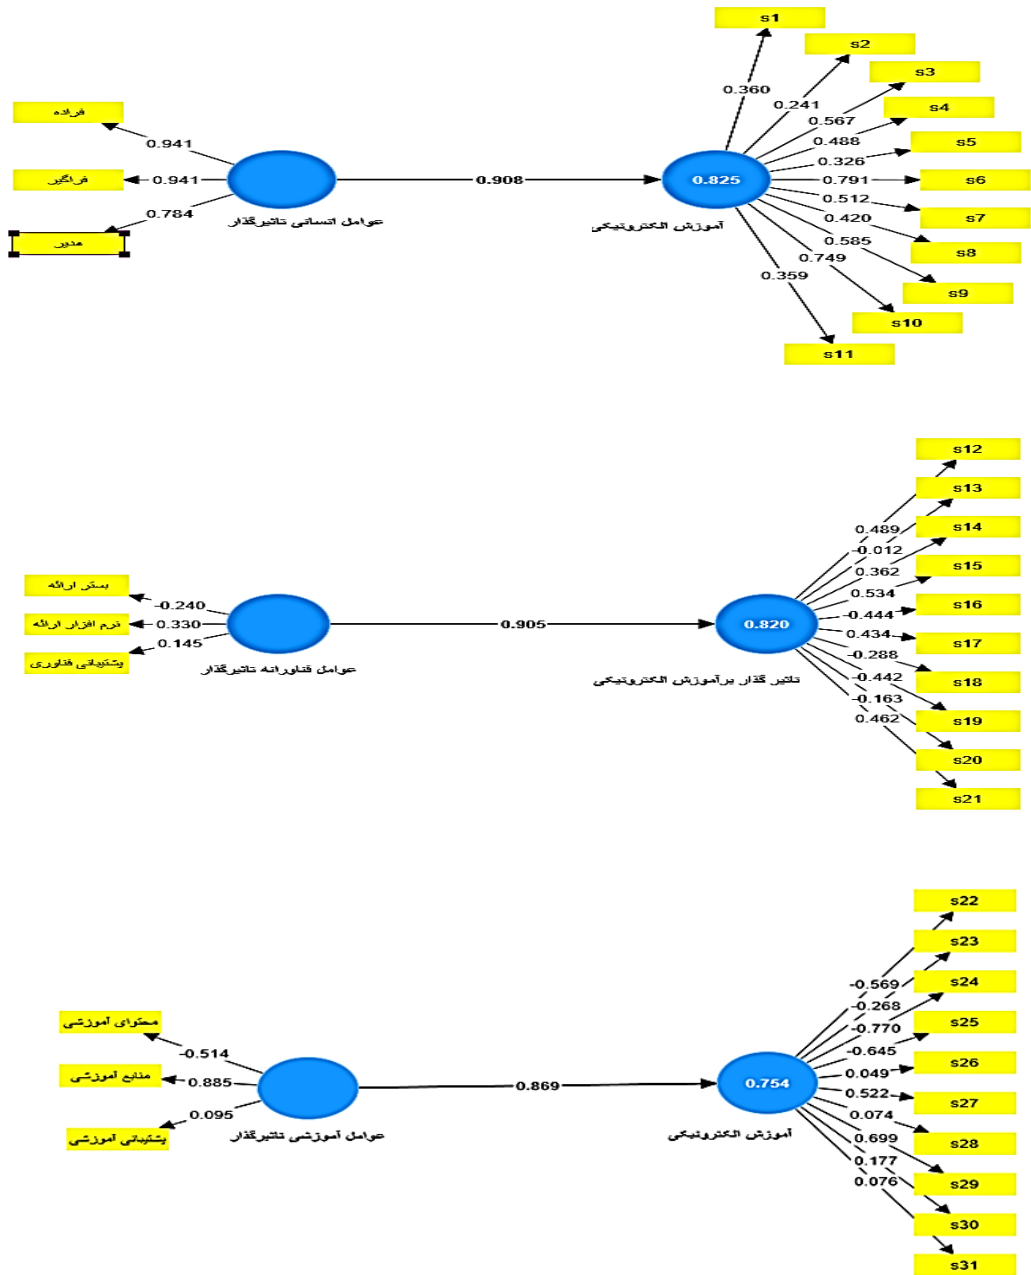 s1
s2
s3
s4
s5
s6
s7
s8
s9
s10
s11
0.360
0.241
0.567
0.488
0.326
0.791
0.512
0.420
0.585
0.749
0.359
فراده
فراگیر
مدیر
0.941
0.941
0.784
0.908
0.825
عوامل انسانی تاثیرگذار
آموزش الکترونیکی
s12
s13
s14
s15
s16
s17
s18
s19
s20
s21
0.489
-0.012
0.362
0.534
-0.444
0.434
-0.288
-0.442
-0.163
0.462
بستر ارائه
نرم افزار ارائه
پشتیبانی فناوری
-0.240
0.330
0.145
0.905
0.820
عوامل فناورانه تاثیرگذار
تاثیر گذار برآموزش الکترونیکی
s22
s23
s24
s25
s26
s27
s28
s29
s30
s31
-0.569
-0.268
-0.770
-0.645
0.049
0.522
0.074
0.699
0.177
0.076
محتوای آموزشی
منابع آموزشی
پشتیبانی آموزشی
-0.514
0.885
0.095
0.869
0.754
عوامل آموزشی تاثیرگذار
آموزش الکترونیکی